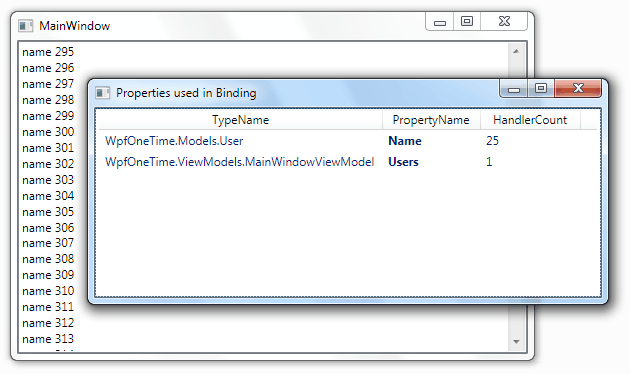 MainWindow
name 295
name 296
name 297
name 298
name 299
name 300
name 301
name 302
name 303
name 304
name 305
name 306
name 307
name 308
name 309
name 310
name 311
name 312
name 313
Properties used in Binding
TypeName PropertyName HandlerCount
WpfOneTime.Models.User Name 25
WpfOneTime.ViewModels.MainWindowViewModel Users 1